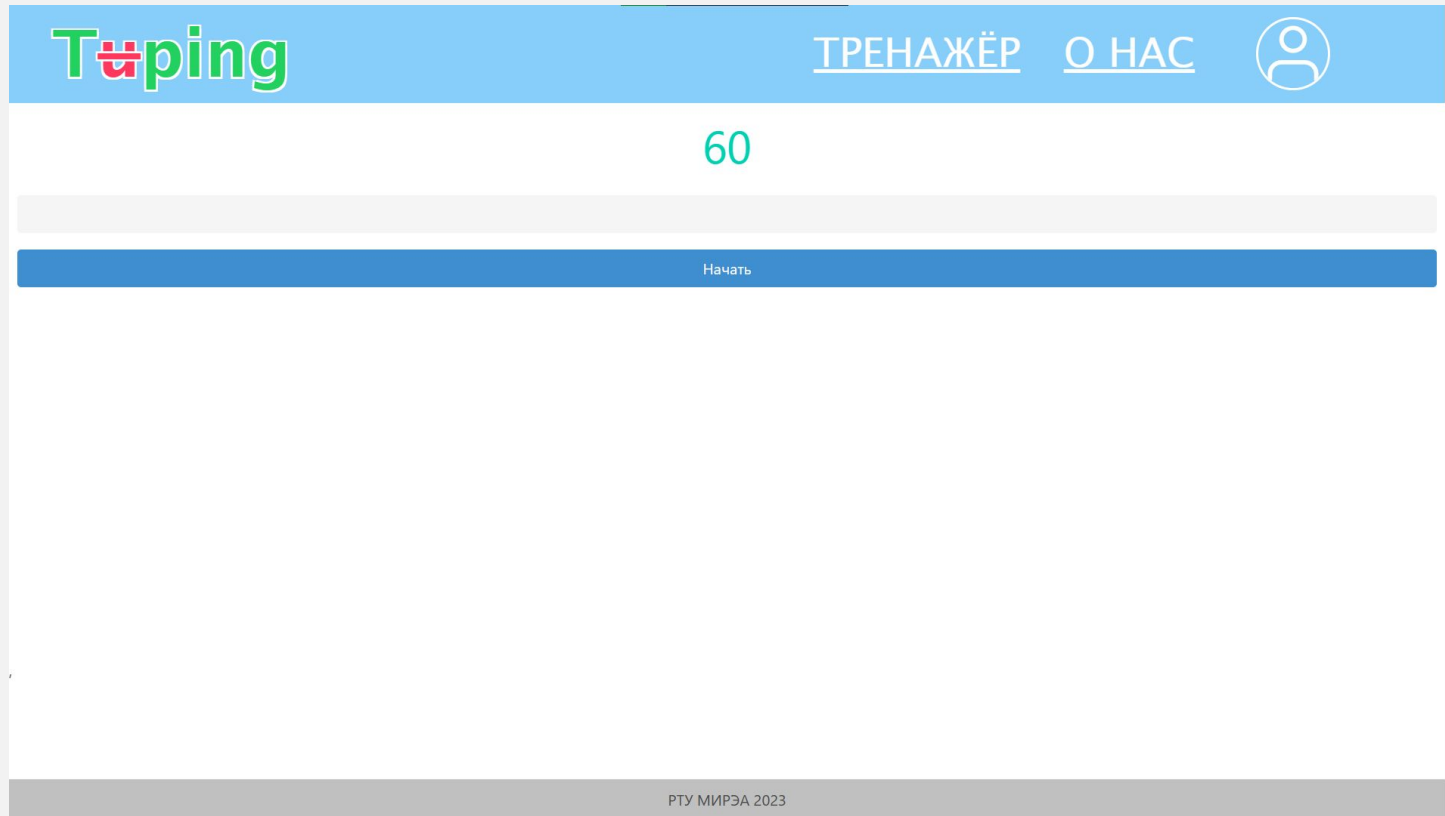 Tuping
ТРЕНАЖЁР О НАС
60
Начать
,
РТУ МИРЭА 2023